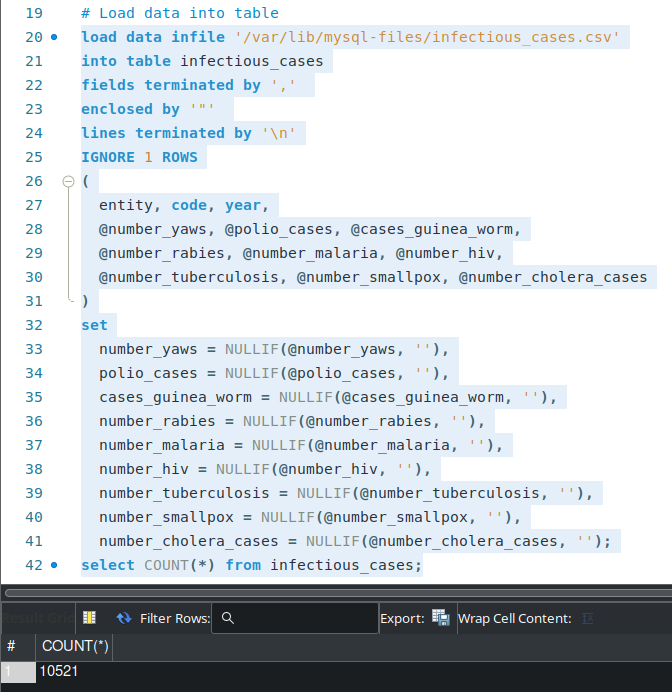 19 # Load data into table
20 load data infile '/var/lib/mysql-files/infectious_cases.csv'
21 into table infectious_cases
22 fields terminated by ','
23 enclosed by '"'
24 lines terminated by '\n'
25 IGNORE 1 ROWS
26 (
27 entity, code, year,
28 @number_yaws, @polio_cases, @cases_guinea_worm,
29 @number_rabies, @number_malaria, @number_hiv,
30 @number_tuberculosis, @number_smallpox, @number_cholera_cases
31 )
32 set
33 number_yaws = NULLIF(@number_yaws, ''),
34 polio_cases = NULLIF(@polio_cases, ''),
35 cases_guinea_worm = NULLIF(@cases_guinea_worm, ''),
36 number_rabies = NULLIF(@number_rabies, ''),
37 number_malaria = NULLIF(@number_malaria, ''),
38 number_hiv = NULLIF(@number_hiv, ''),
39 number_tuberculosis = NULLIF(@number_tuberculosis, ''),
40 number_smallpox = NULLIF(@number_smallpox, ''),
41 number_cholera_cases = NULLIF(@number_cholera_cases, '');
42 select COUNT(*) from infectious_cases;
Result Grid Filter Rows: Export: Wrap Cell Content:
# COUNT(*)
1 10521